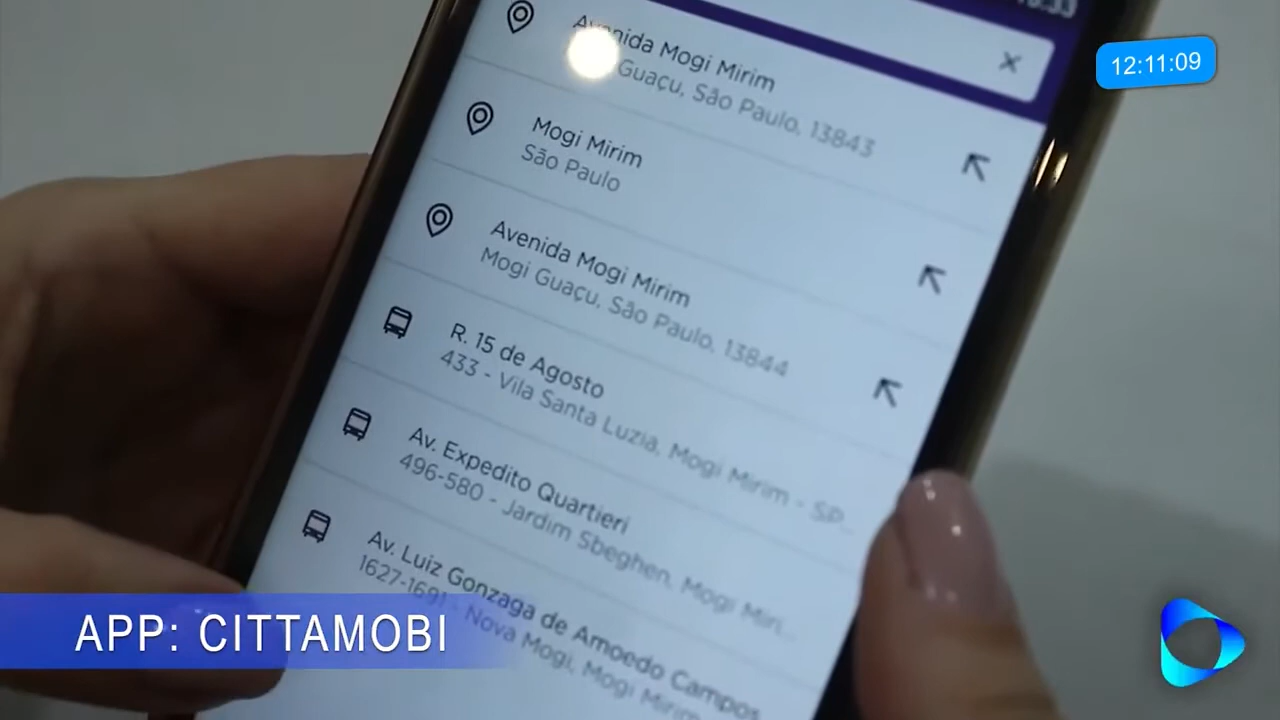 12:11:09
Avenida Mogi Mirim
Guaçu, São Paulo, 13843
Mogi Mirim
São Paulo
Avenida Mogi Mirim
Mogi Guaçu, São Paulo, 13844
R. 15 de Agosto
433 - Vila Santa Luzia, Mogi Mirim - SP...
Av. Expedito Quartieri
496-580 - Jardim Sbeghen, Mogi Miri...
Av. Luiz Gonzaga de Amoedo Campos
1627-1691 - Nova Mogi, Mogi Mirim
APP: CITTAMOBI